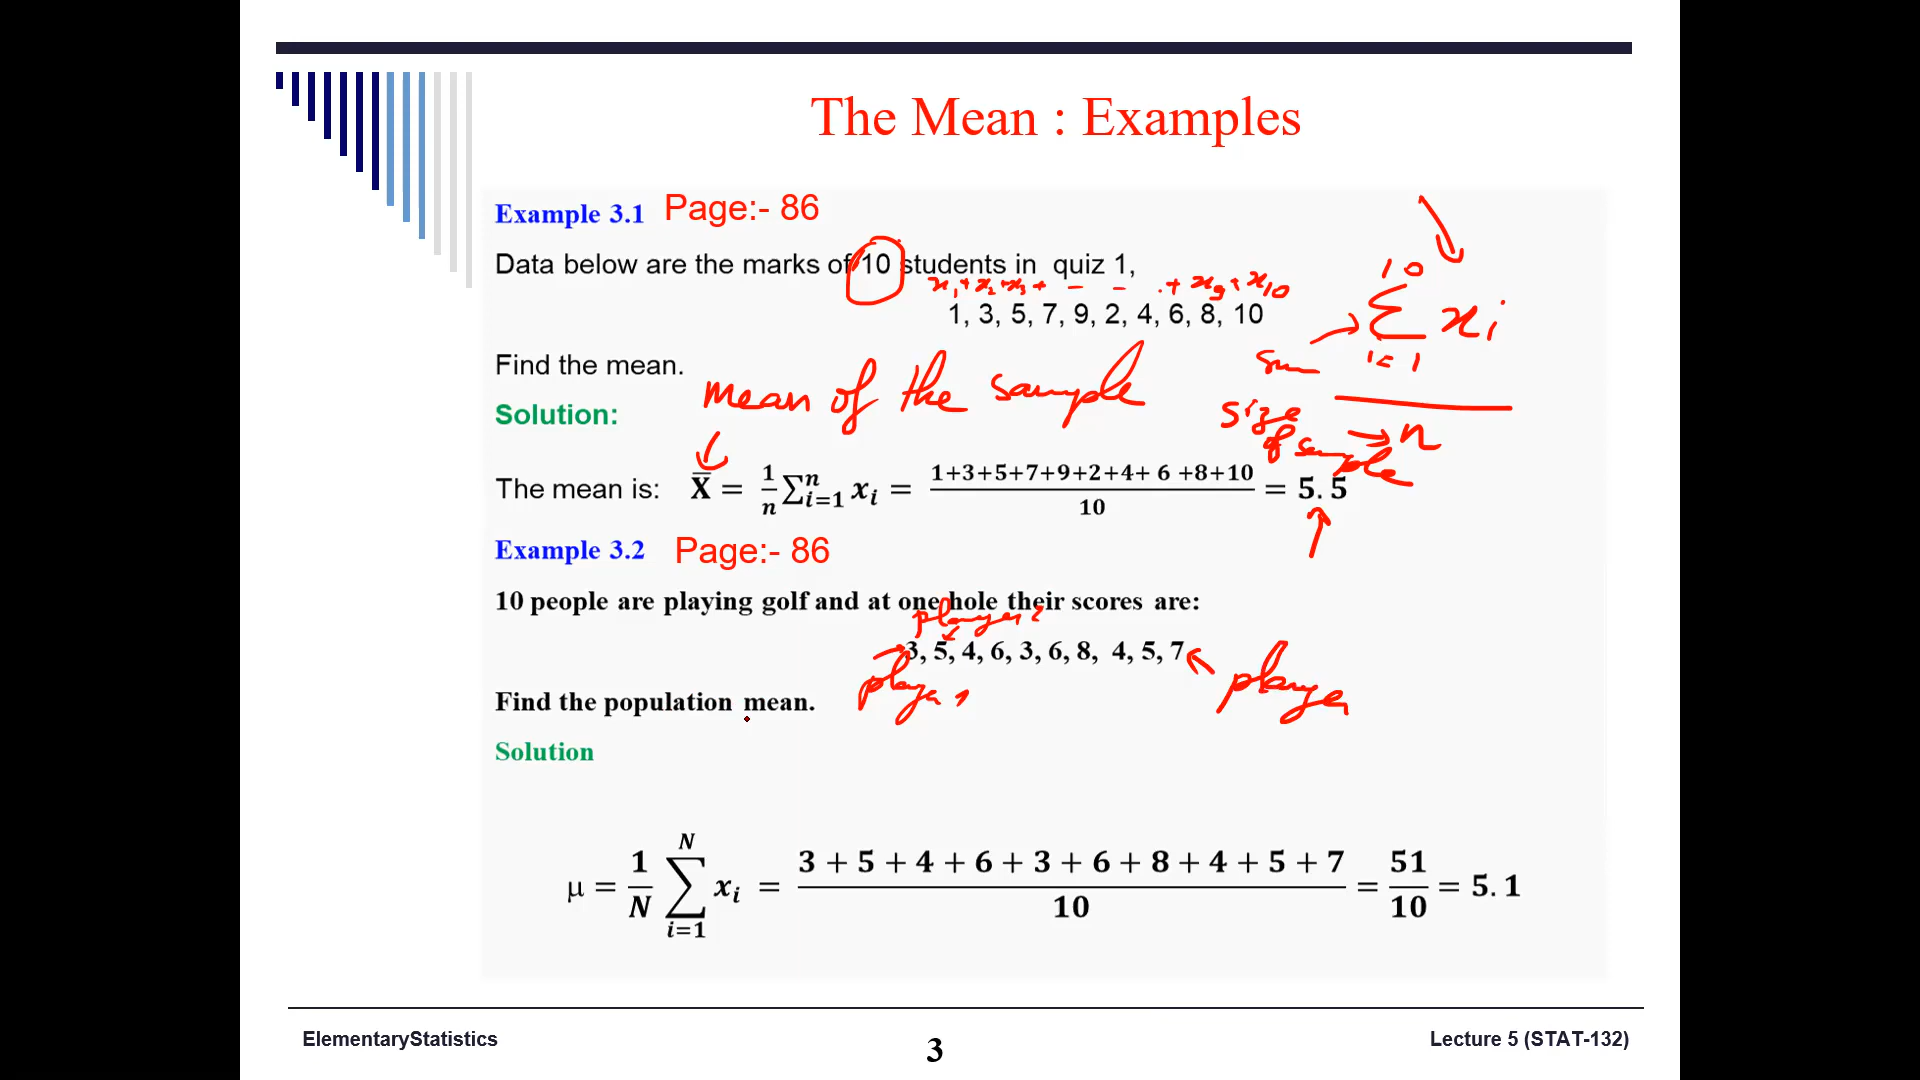 The Mean : Examples
Example 3.1 Page:- 86
Data below are the marks of 10 students in quiz 1,
x₁+x₂+x₃+ - - .+x₉+x₁₀
1, 3, 5, 7, 9, 2, 4, 6, 8, 10
10
∑ xᵢ
i=1
sum
n
size of sample
Find the mean.
mean of the sample
Solution:
The mean is: X̄ = 1/n ∑ⁿᵢ₌₁ xᵢ = 1+3+5+7+9+2+4+ 6 +8+10 / 10 = 5.5
Example 3.2 Page:- 86
10 people are playing golf and at one hole their scores are:
player 2
3, 5, 4, 6, 3, 6, 8, 4, 5, 7
player
Find the population mean.
Solution
μ = 1/N ∑ᴺᵢ₌₁ xᵢ = 3 + 5 + 4 + 6 + 3 + 6 + 8 + 4 + 5 + 7 / 10 = 51/10 = 5.1
ElementaryStatistics
3
Lecture 5 (STAT-132)